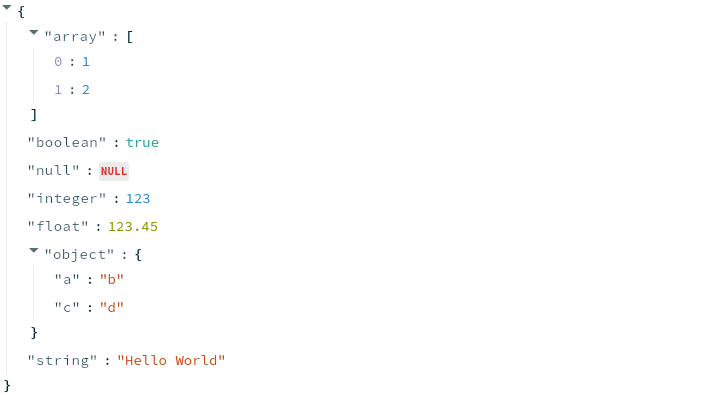 {
"array" : [
0 : 1
1 : 2
]
"boolean" : true
"null" : NULL
"integer" : 123
"float" : 123.45
"object" : {
"a" : "b"
"c" : "d"
}
"string" : "Hello World"
}